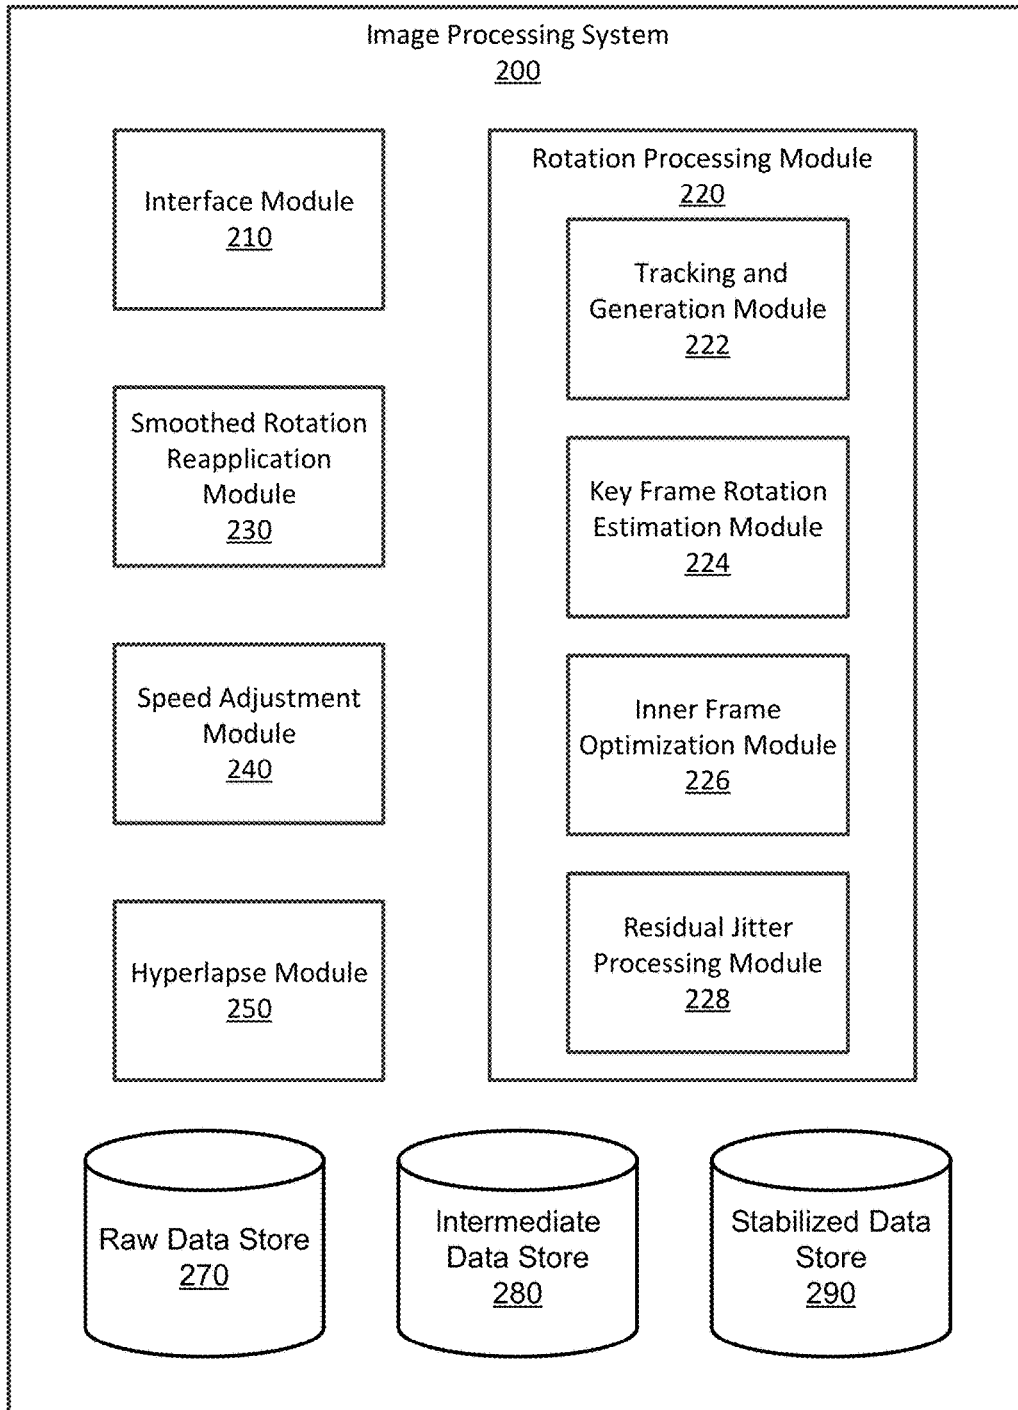 Image Processing System
200
Interface Module
210
Smoothed Rotation
Reapplication
Module
230
Speed Adjustment
Module
240
Hyperlapse Module
250
Rotation Processing Module
220
Tracking and
Generation Module
222
Key Frame Rotation
Estimation Module
224
Inner Frame
Optimization Module
226
Residual Jitter
Processing Module
228
Raw Data Store
270
Intermediate
Data Store
280
Stabilized Data
Store
290